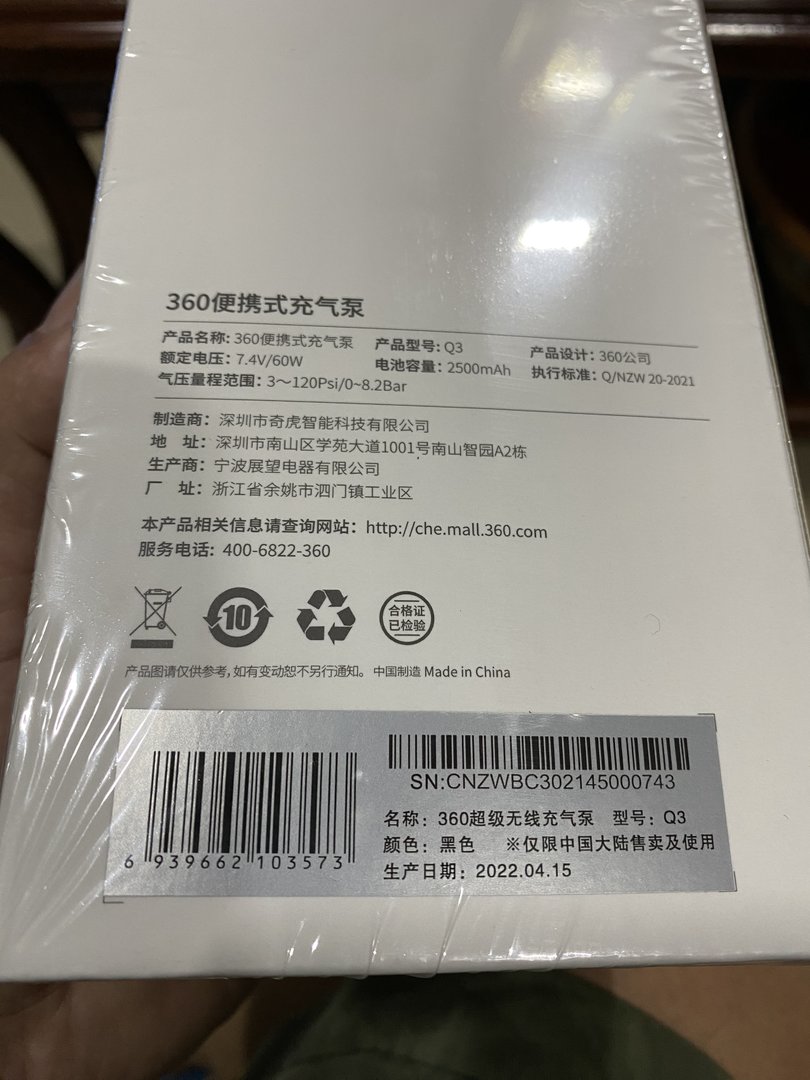 360便携式充气泵
产品名称: 360便携式充气泵 产品型号: Q3 产品设计: 360公司
额定电压: 7.4V/60W 电池容量: 2500mAh 执行标准: Q/NZW 20-2021
气压量程范围: 3～120Psi/0~8.2Bar
制造商: 深圳市奇虎智能科技有限公司
地 址: 深圳市南山区学苑大道1001号南山智园A2栋
生产商: 宁波展望电器有限公司
厂 址: 浙江省余姚市泗门镇工业区
本产品相关信息请查询网站: http://che.mall.360.com
服务电话: 400-6822-360
10
合格证
已检验
产品图请仅供参考, 如有变动恕不另行通知。 中国制造 Made in China
SN:CNZWBC302145000743
名称: 360超级无线充气泵 型号: Q3
颜色: 黑色 ※仅限中国大陆售卖及使用
生产日期: 2022.04.15
6 939662 103573